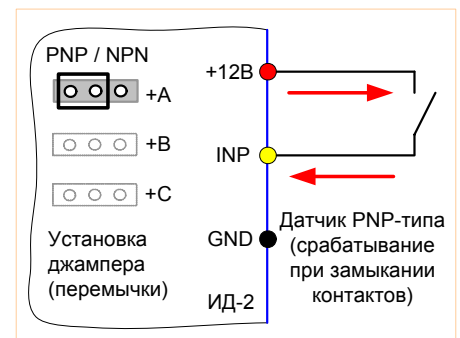 PNP / NPN
+A
+B
+C
Установка
джампера
(перемычки)
+12В
INP
GND
ИД-2
Датчик PNP-типа
(срабатывание
при замыкании
контактов)